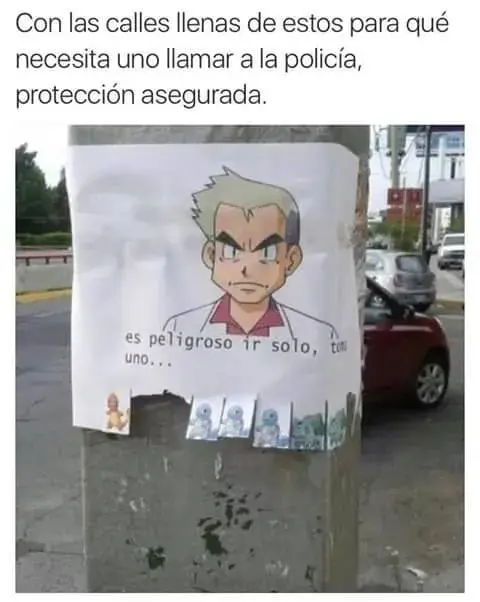 Con las calles llenas de estos para qué
necesita uno llamar a la policía,
protección asegurada.
es peligroso ir solo, toma
uno...